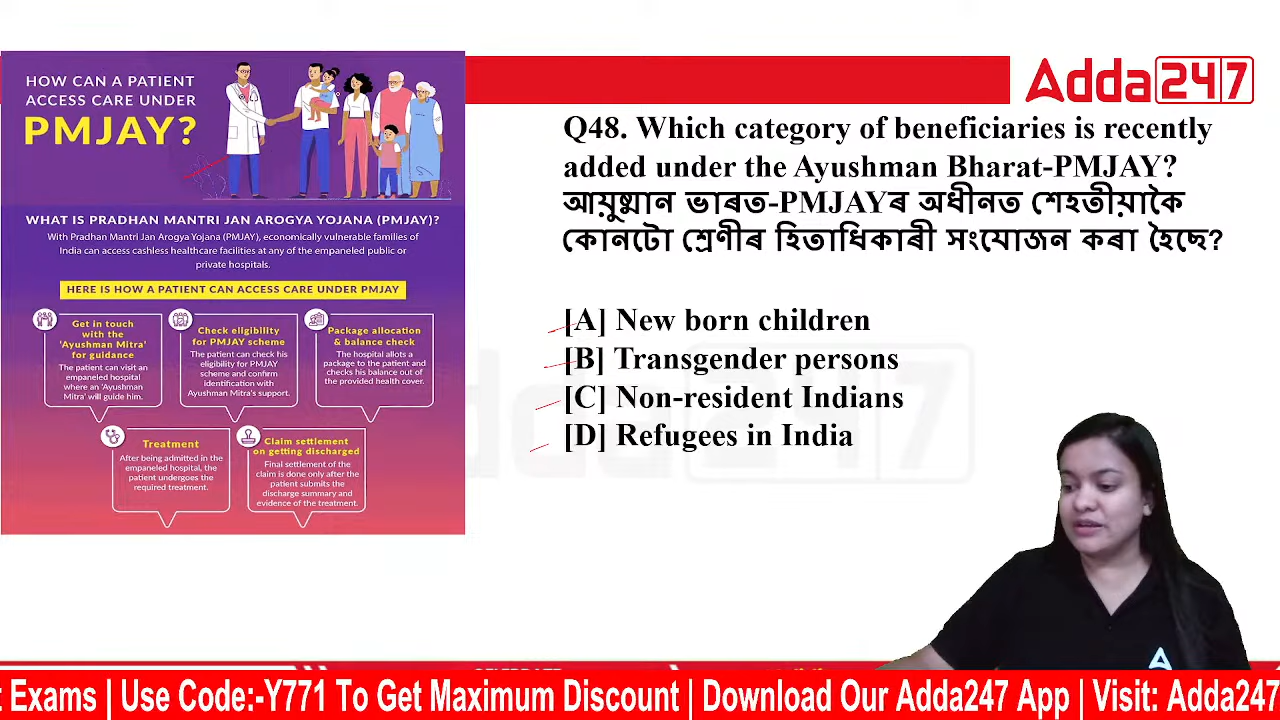 HOW CAN A PATIENT
ACCESS CARE UNDER
PMJAY?
WHAT IS PRADHAN MANTRI JAN AROGYA YOJANA (PMJAY)?
With Pradhan Mantri Jan Arogya Yojana (PMJAY), economically vulnerable families of
India can access cashless healthcare facilities at any of the empaneled public or
private hospitals.
HERE IS HOW A PATIENT CAN ACCESS CARE UNDER PMJAY
Get in touch
with the
'Ayushman Mitra'
for guidance
The patient can visit an
empaneled hospital
where an 'Ayushman
Mitra' will guide him.
Check eligibility
for PMJAY scheme
The patient can check his
eligibility for PMJAY
scheme and confirm
identification with
Ayushman Mitra's support.
Package allocation
& balance check
The hospital allots a
package to the patient and
checks his balance out of
the provided health cover.
Treatment
After being admitted in the
empaneled hospital, the
patient undergoes the
required treatment.
Claim settlement
on getting discharged
Final settlement of the
claim is done only after the
patient submits the
discharge summary and
evidence of the treatment.
Adda247
Q48. Which category of beneficiaries is recently
added under the Ayushman Bharat-PMJAY?
আয়ুষ্মান ভাৰত-PMJAYৰ অধীনত শেহতীয়াকৈ
কোনটো শ্ৰেণীৰ হিতাধিকাৰী সংযোজন কৰা হৈছে?
[A] New born children
[B] Transgender persons
[C] Non-resident Indians
[D] Refugees in India
Exams | Use Code:-Y771 To Get Maximum Discount | Download Our Adda247 App | Visit: Adda247